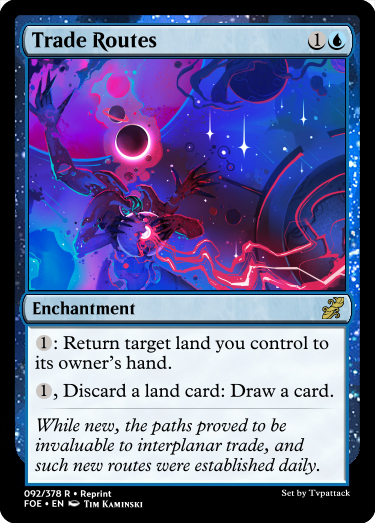 Trade Routes 1
Enchantment
1: Return target land you control to
its owner's hand.
1, Discard a land card: Draw a card.
While new, the paths proved to be
invaluable to interplanar trade, and
such new routes were established daily.
092/378 R • Reprint
Set by Tvpattack
FOE • EN Tim Kaminski